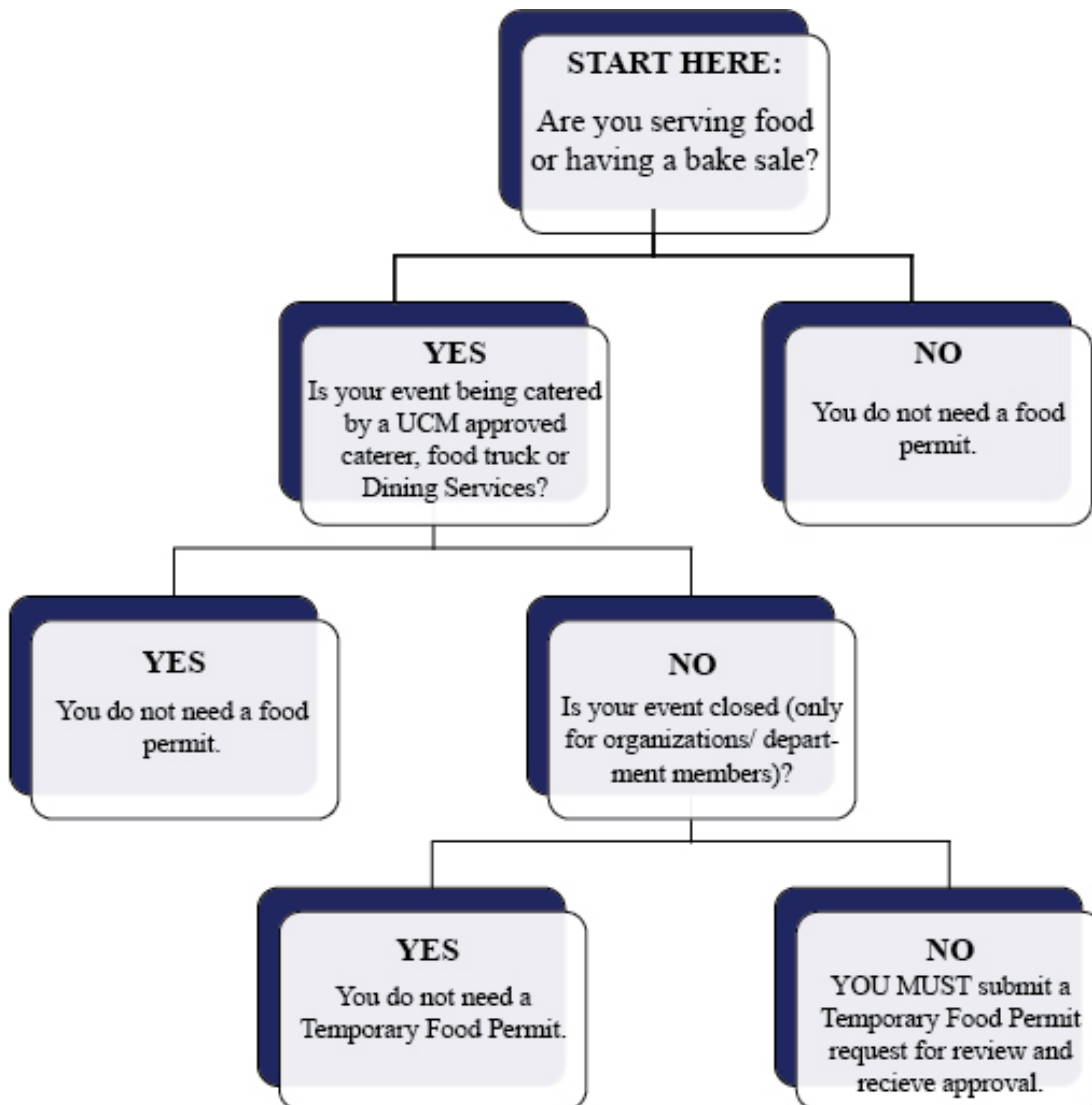 START HERE:
Are you serving food
or having a bake sale?
YES
Is your event being catered
by a UCM approved
caterer, food truck or
Dining Services?
NO
You do not need a food
permit.
YES
You do not need a food
permit.
NO
Is your event closed (only
for organizations/ depart-
ment members)?
YES
You do not need a
Temporary Food Permit.
NO
YOU MUST submit a
Temporary Food Permit
request for review and
recieve approval.